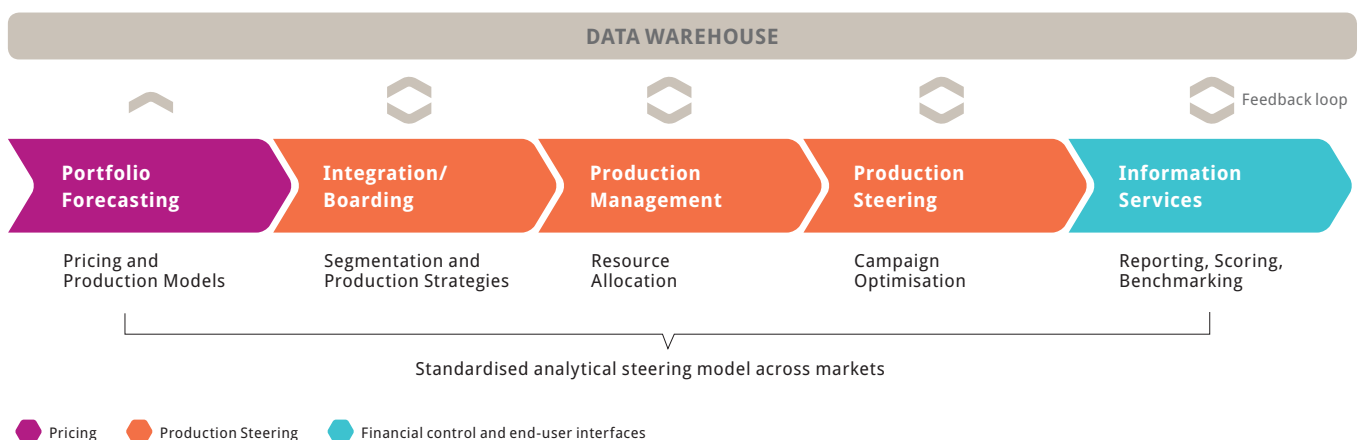 DATA WAREHOUSE
Feedback loop
Portfolio
Forecasting
Integration/
Boarding
Production
Management
Production
Steering
Information
Services
Pricing and
Production Models
Segmentation and
Production Strategies
Resource
Allocation
Campaign
Optimisation
Reporting, Scoring,
Benchmarking
Standardised analytical steering model across markets
Pricing
Production Steering
Financial control and end-user interfaces